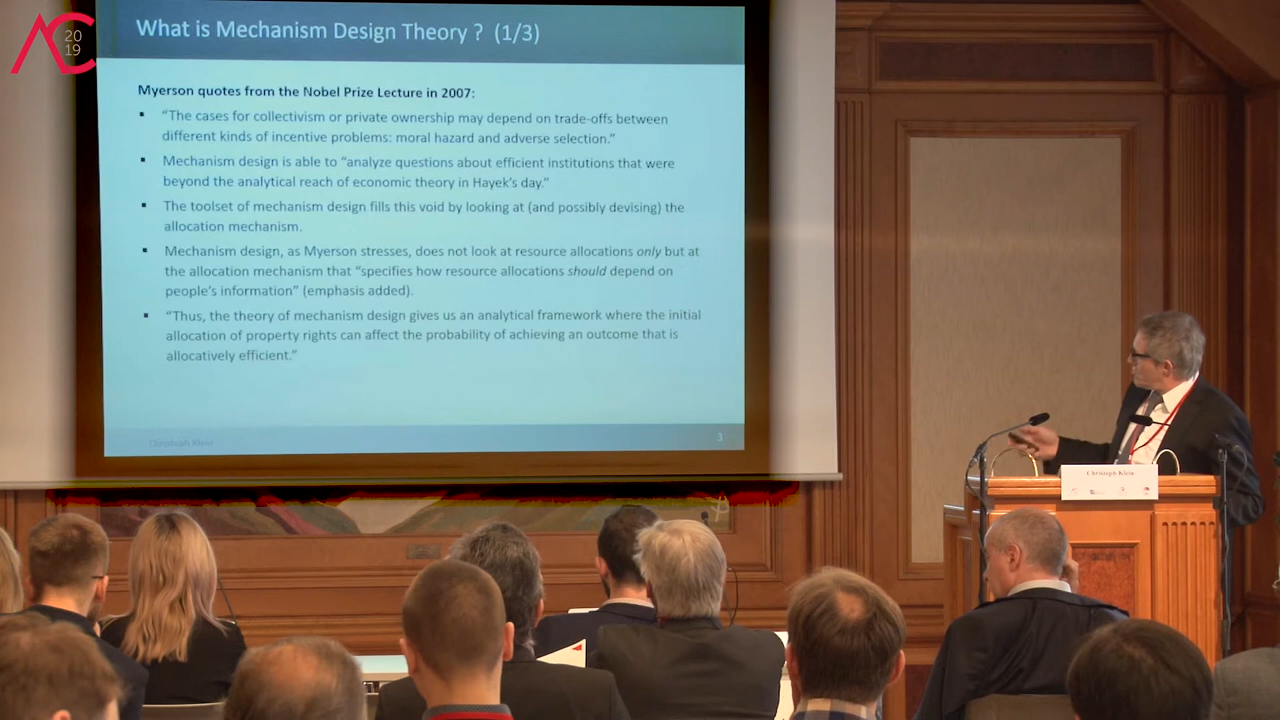 AC 20
19
What is Mechanism Design Theory ? (1/3)
Myerson quotes from the Nobel Prize Lecture in 2007:
▪ "The cases for collectivism or private ownership may depend on trade-offs between
different kinds of incentive problems: moral hazard and adverse selection."
▪ Mechanism design is able to "analyze questions about efficient institutions that were
beyond the analytical reach of economic theory in Hayek's day."
▪ The toolset of mechanism design fills this void by looking at (and possibly devising) the
allocation mechanism.
▪ Mechanism design, as Myerson stresses, does not look at resource allocations only but at
the allocation mechanism that "specifies how resource allocations should depend on
people's information" (emphasis added).
▪ "Thus, the theory of mechanism design gives us an analytical framework where the initial
allocation of property rights can affect the probability of achieving an outcome that is
allocatively efficient."
Christoph Klein
3
Christoph Klein